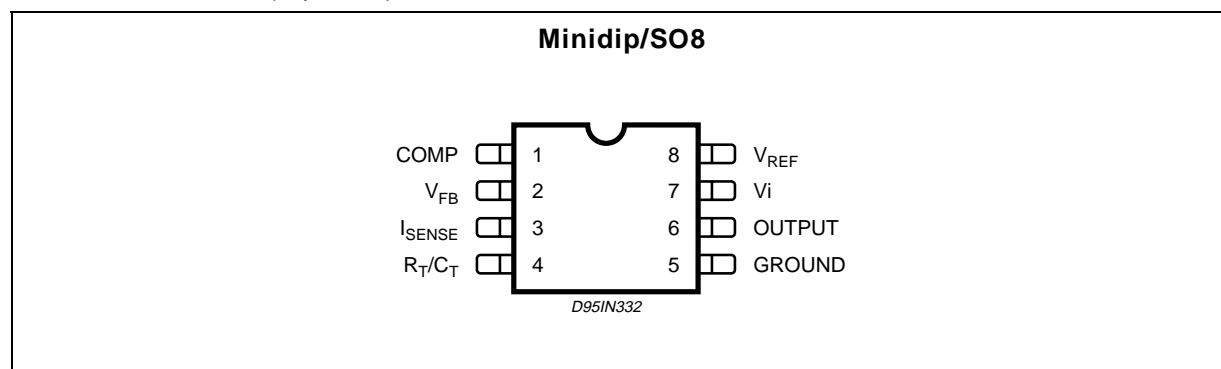 Minidip/SO8
COMP 1 8 VREF
VFB 2 7 Vi
ISENSE 3 6 OUTPUT
RT/CT 4 5 GROUND
D95IN332